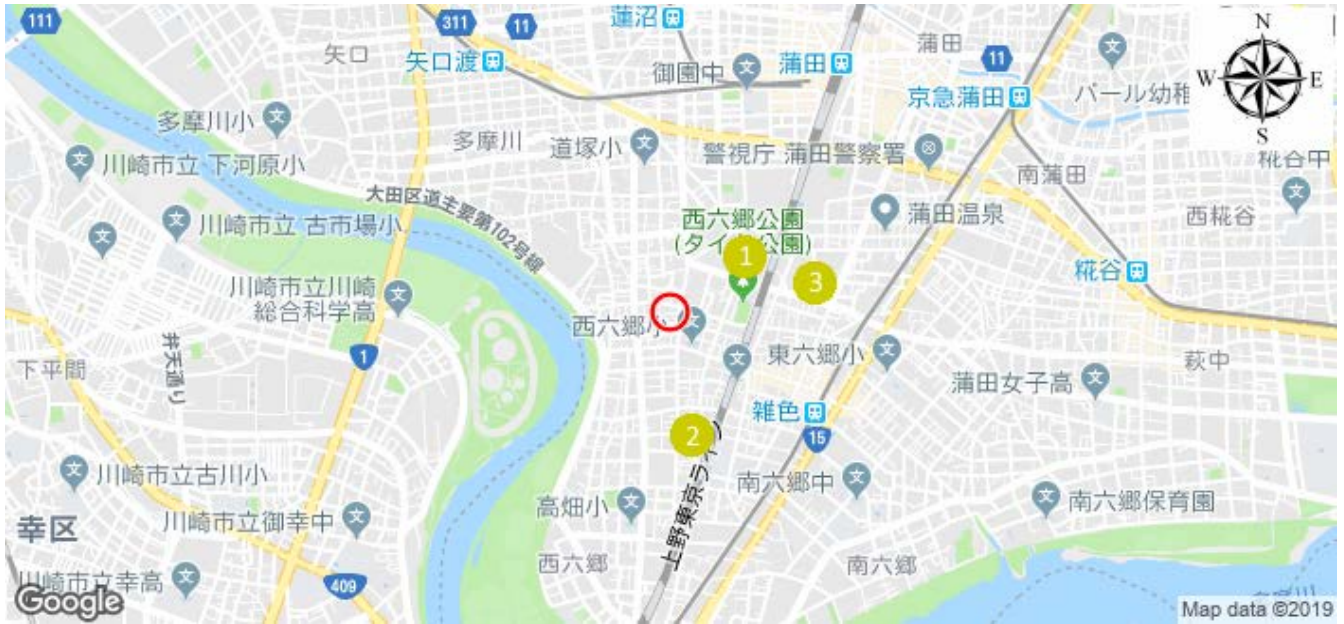 111
311
11
蓮沼
蒲田
11
矢口
矢口渡
御園中
蒲田
京急蒲田
バール幼稚
N
W
E
S
多摩川小
多摩川
道塚小
警視庁 蒲田警察署
南蒲田
糀谷中
川崎市立 下河原小
大田区道主要第102号線
西六郷公園
蒲田温泉
西糀谷
川崎市立 古市場小
1
3
糀谷
川崎市立川崎
総合科学高
西六郷小
東六郷小
萩中
井天通り
1
下平間
蒲田女子高
雑色
15
2
上野東京ライン
川崎市立古川小
南六郷中
高畑小
南六郷保育園
川崎市立御幸中
幸区
西六郷
南六郷
409
川崎市立幸高
Google
Map data ©2019